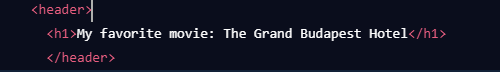 <header>
<h1>My favorite movie: The Grand Budapest Hotel</h1>
</header>